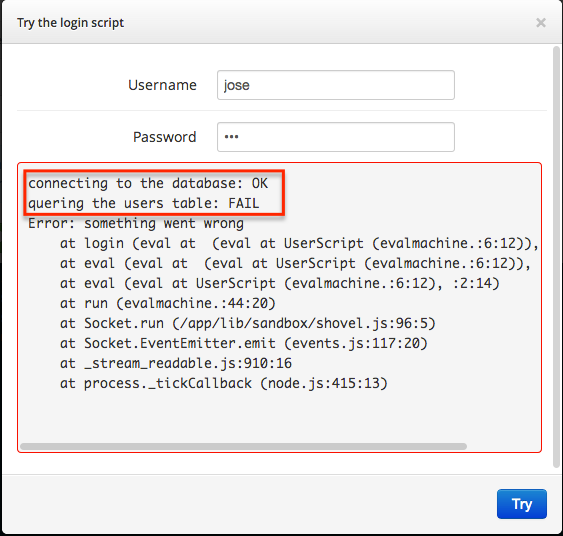 Try the login script ×
Username jose
Password •••
connecting to the database: OK
quering the users table: FAIL
Error: something went wrong
    at login (eval at  (eval at UserScript (evalmachine.:6:12)),
    at eval (eval at  (eval at UserScript (evalmachine.:6:12)),
    at eval (eval at UserScript (evalmachine.:6:12), :2:14)
    at run (evalmachine.:44:20)
    at Socket.run (/app/lib/sandbox/shovel.js:96:5)
    at Socket.EventEmitter.emit (events.js:117:20)
    at _stream_readable.js:910:16
    at process._tickCallback (node.js:415:13)
Try